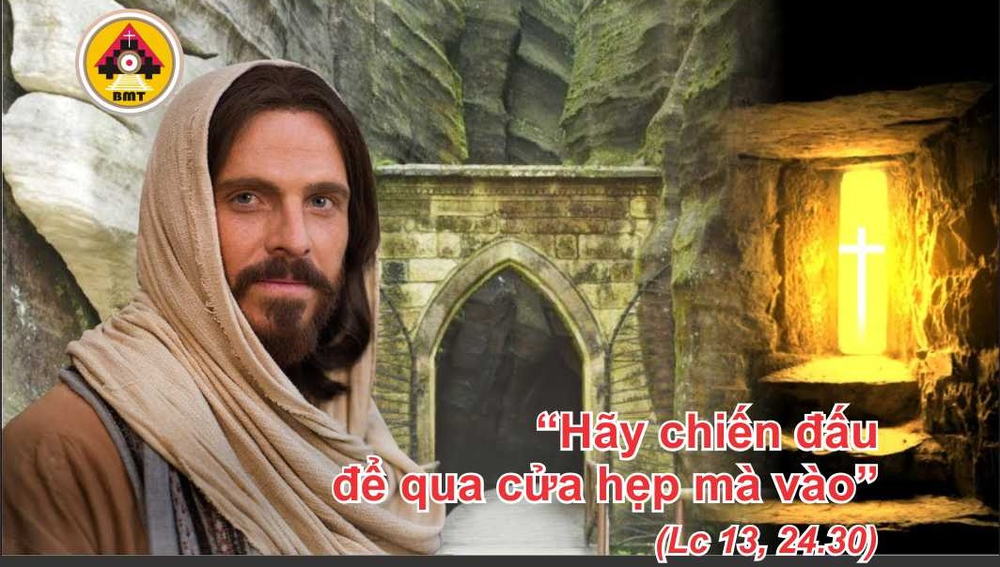 BMT
“Hãy chiến đấu
để qua cửa hẹp mà vào”
(Lc 13, 24.30)